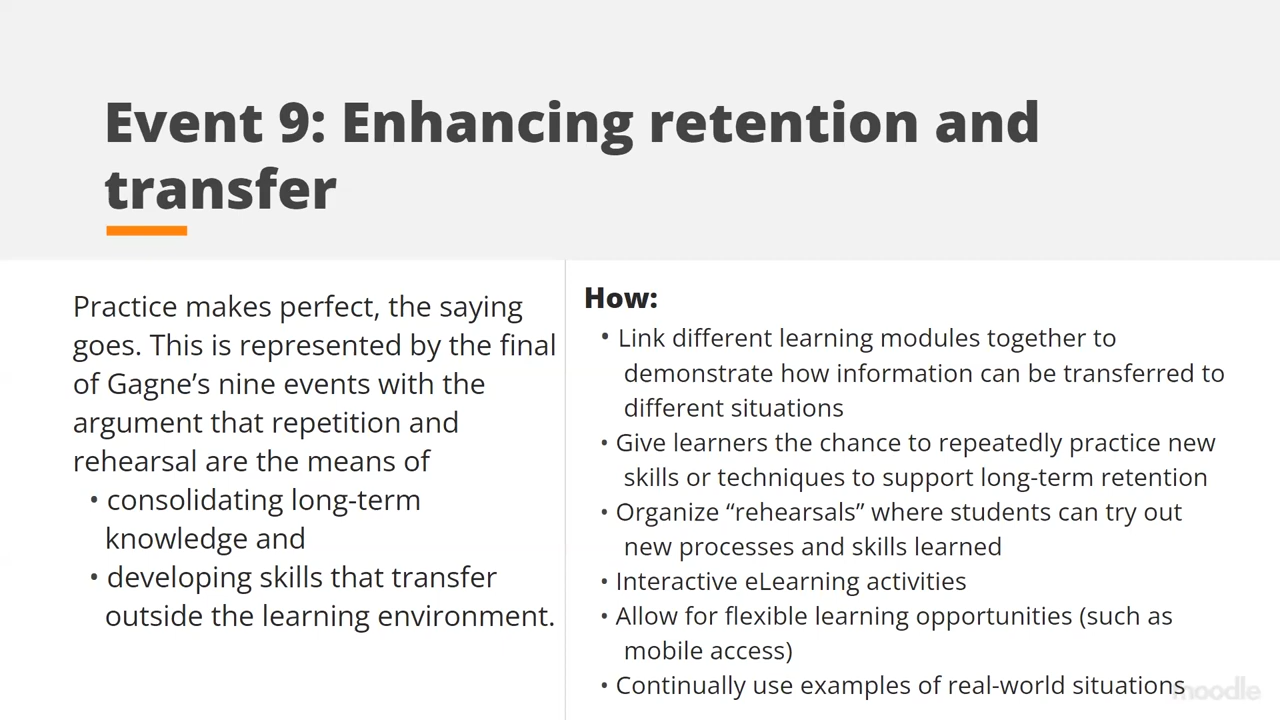 Event 9: Enhancing retention and
transfer
Practice makes perfect, the saying
goes. This is represented by the final
of Gagne’s nine events with the
argument that repetition and
rehearsal are the means of
• consolidating long-term
knowledge and
• developing skills that transfer
outside the learning environment.
How:
• Link different learning modules together to
demonstrate how information can be transferred to
different situations
• Give learners the chance to repeatedly practice new
skills or techniques to support long-term retention
• Organize “rehearsals” where students can try out
new processes and skills learned
• Interactive eLearning activities
• Allow for flexible learning opportunities (such as
mobile access)
• Continually use examples of real-world situations
moodle